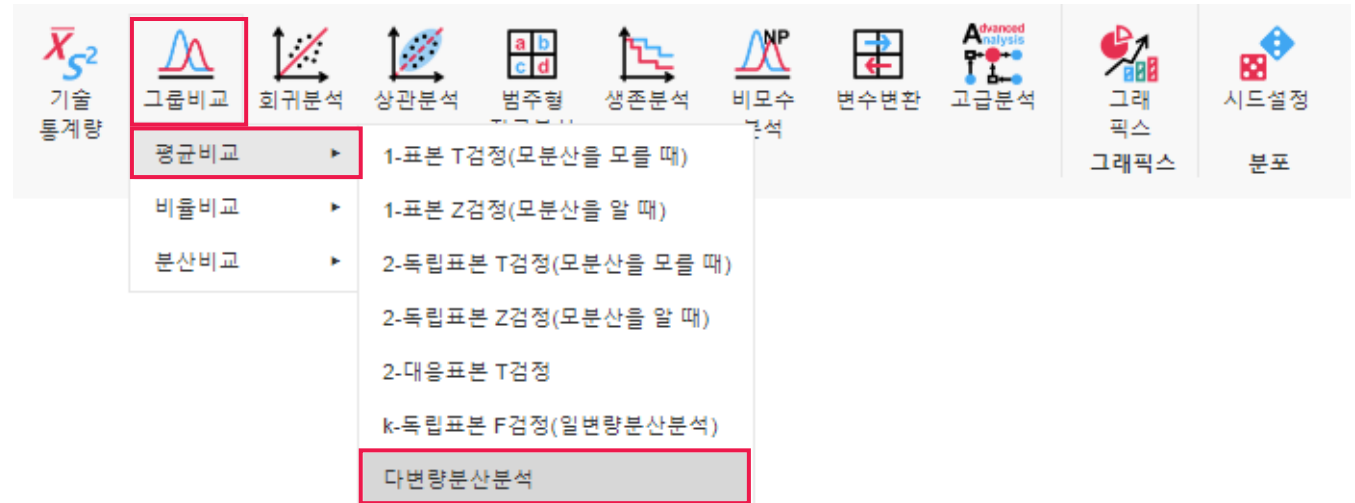 X̄ S²
NP
Advanced
Analysis
a b
c d
기술
통계량
그룹비교
회귀분석
상관분석
범주형
생존분석
비모수
분석
변수변환
고급분석
그래
픽스
시드설정
그래픽스
분포
평균비교 ▸
비율비교 ▸
분산비교 ▸
1-표본 T검정(모분산을 모를 때)
1-표본 Z검정(모분산을 알 때)
2-독립표본 T검정(모분산을 모를 때)
2-독립표본 Z검정(모분산을 알 때)
2-대응표본 T검정
k-독립표본 F검정(일변량분산분석)
다변량분산분석